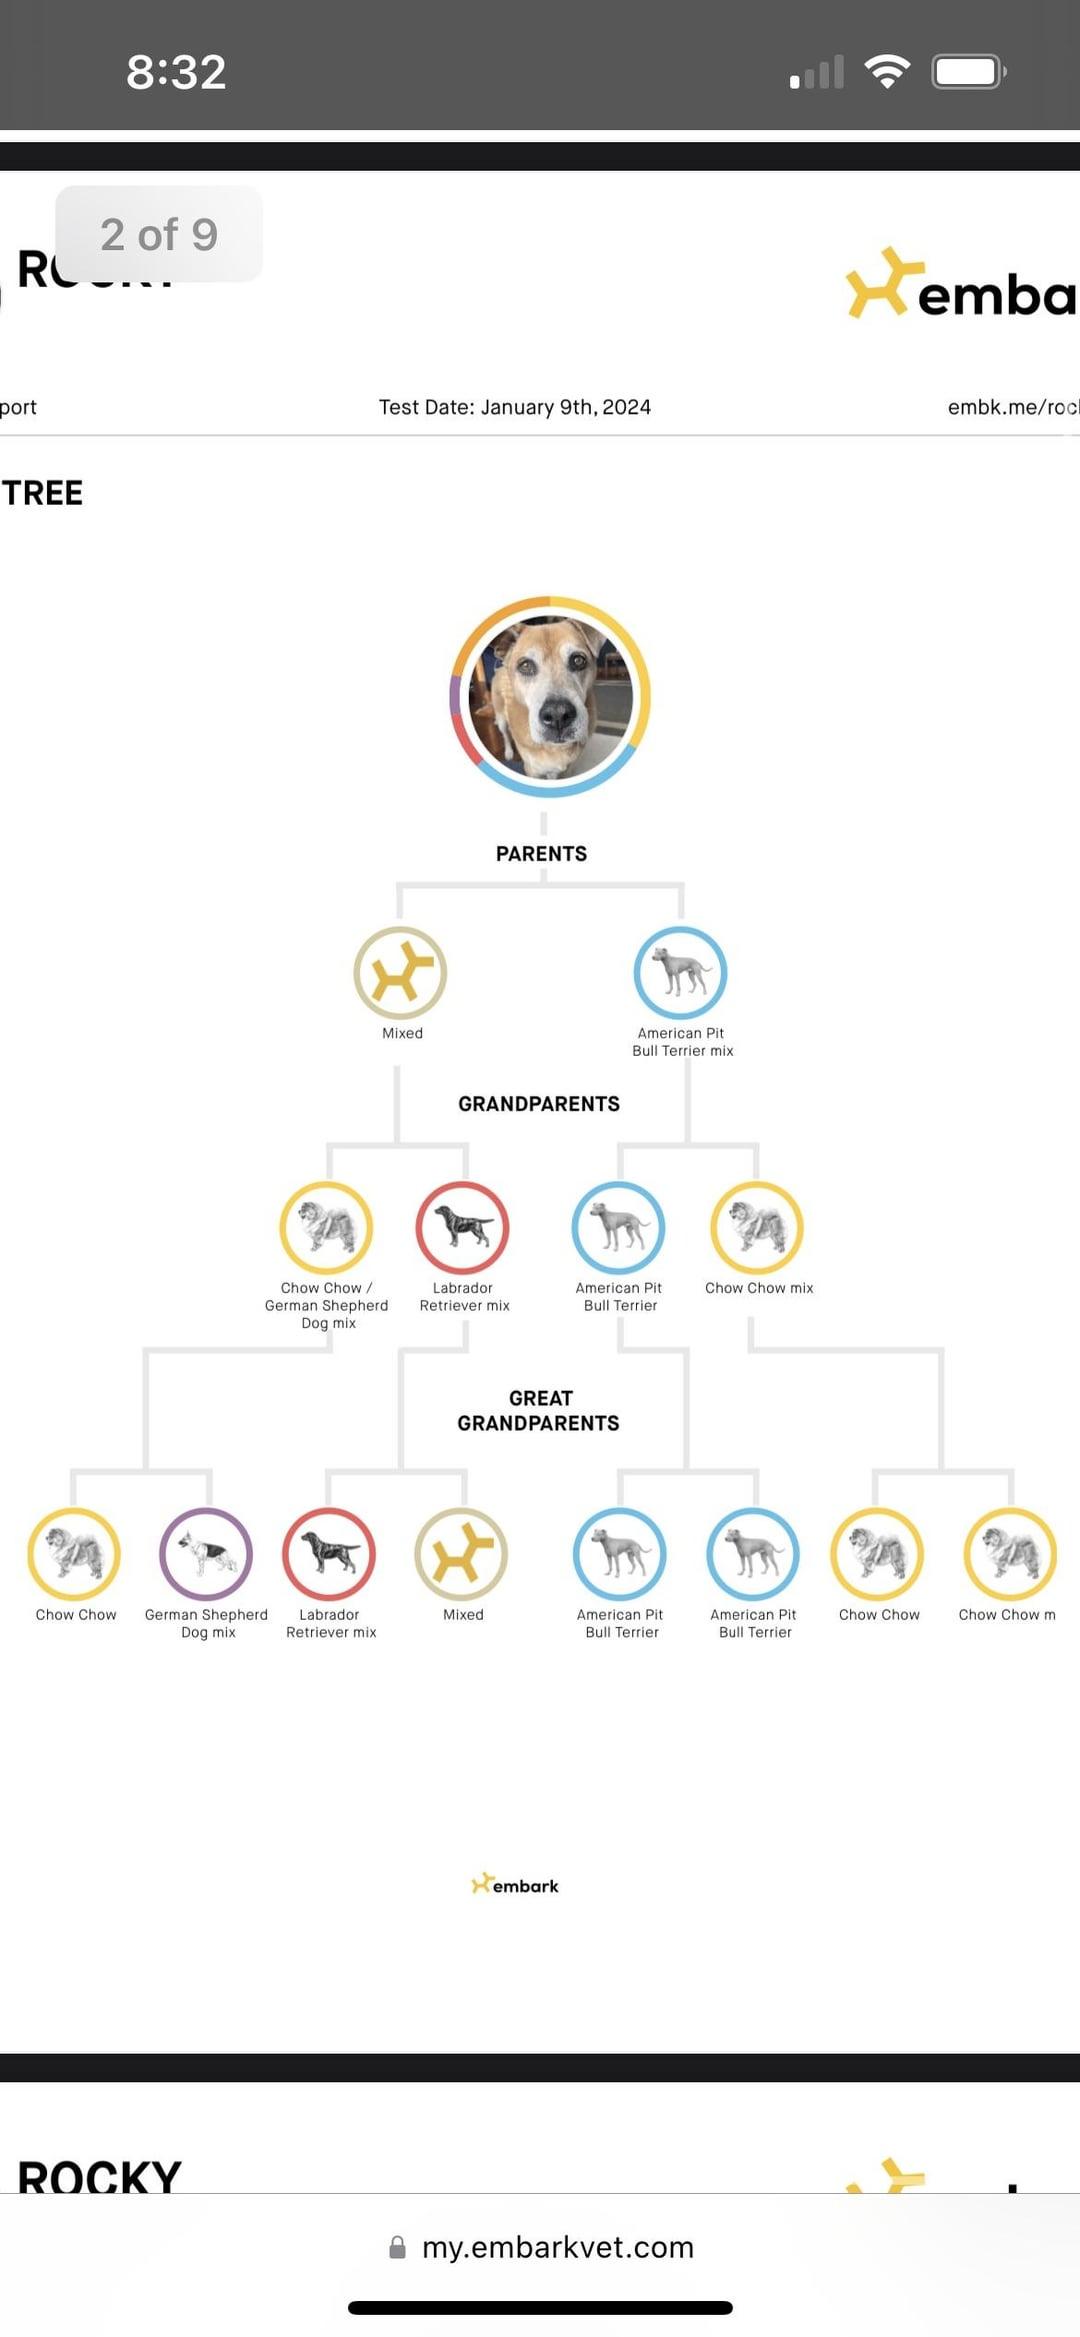 8:32
2 of 9
emba
port
Test Date: January 9th, 2024
embk.me/rocl
TREE
PARENTS
Mixed
American Pit
Bull Terrier mix
GRANDPARENTS
Chow Chow /
German Shepherd
Dog mix
Labrador
Retriever mix
American Pit
Bull Terrier
Chow Chow mix
GREAT
GRANDPARENTS
Chow Chow
German Shepherd
Dog mix
Labrador
Retriever mix
Mixed
American Pit
Bull Terrier
American Pit
Bull Terrier
Chow Chow
Chow Chow m
embark
ROCKY
my.embarkvet.com